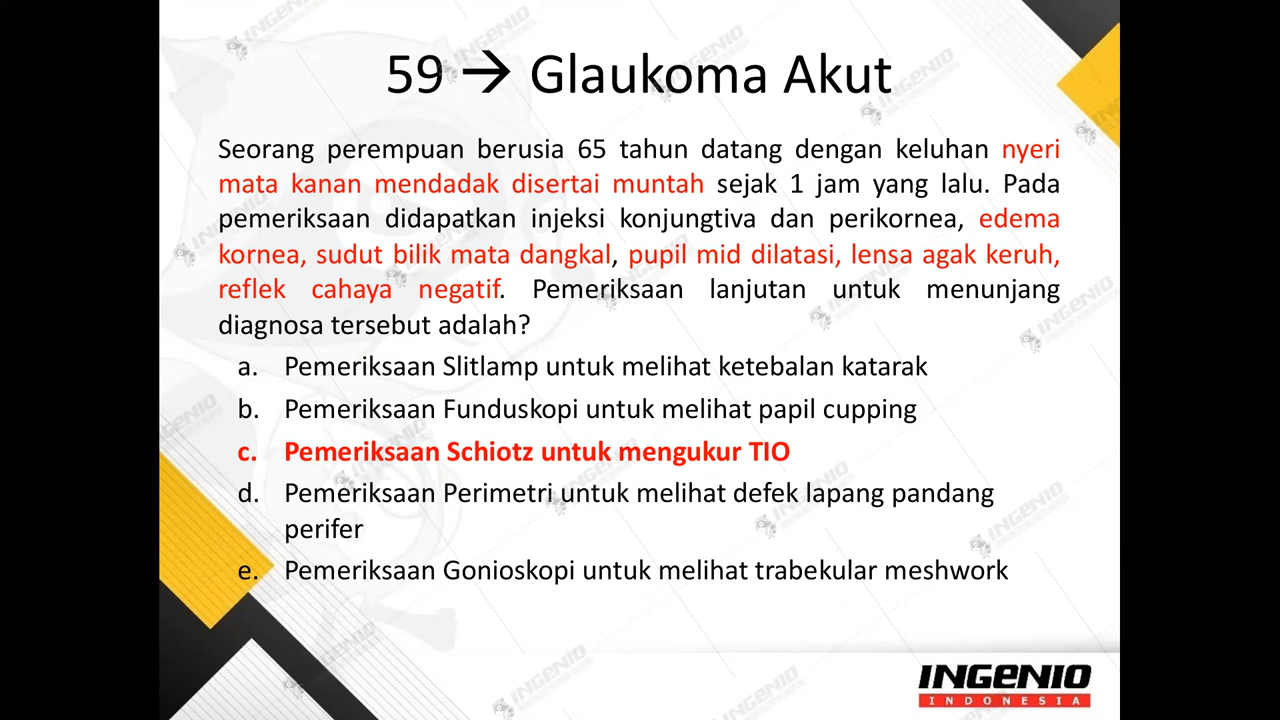 59 → Glaukoma Akut
Seorang perempuan berusia 65 tahun datang dengan keluhan nyeri
mata kanan mendadak disertai muntah sejak 1 jam yang lalu. Pada
pemeriksaan didapatkan injeksi konjungtiva dan perikornea, edema
kornea, sudut bilik mata dangkal, pupil mid dilatasi, lensa agak keruh,
reflek cahaya negatif. Pemeriksaan lanjutan untuk menunjang
diagnosa tersebut adalah?
a. Pemeriksaan Slitlamp untuk melihat ketebalan katarak
b. Pemeriksaan Funduskopi untuk melihat papil cupping
c. Pemeriksaan Schiotz untuk mengukur TIO
d. Pemeriksaan Perimetri untuk melihat defek lapang pandang
perifer
e. Pemeriksaan Gonioskopi untuk melihat trabekular meshwork
INGENIO
INDONESIA